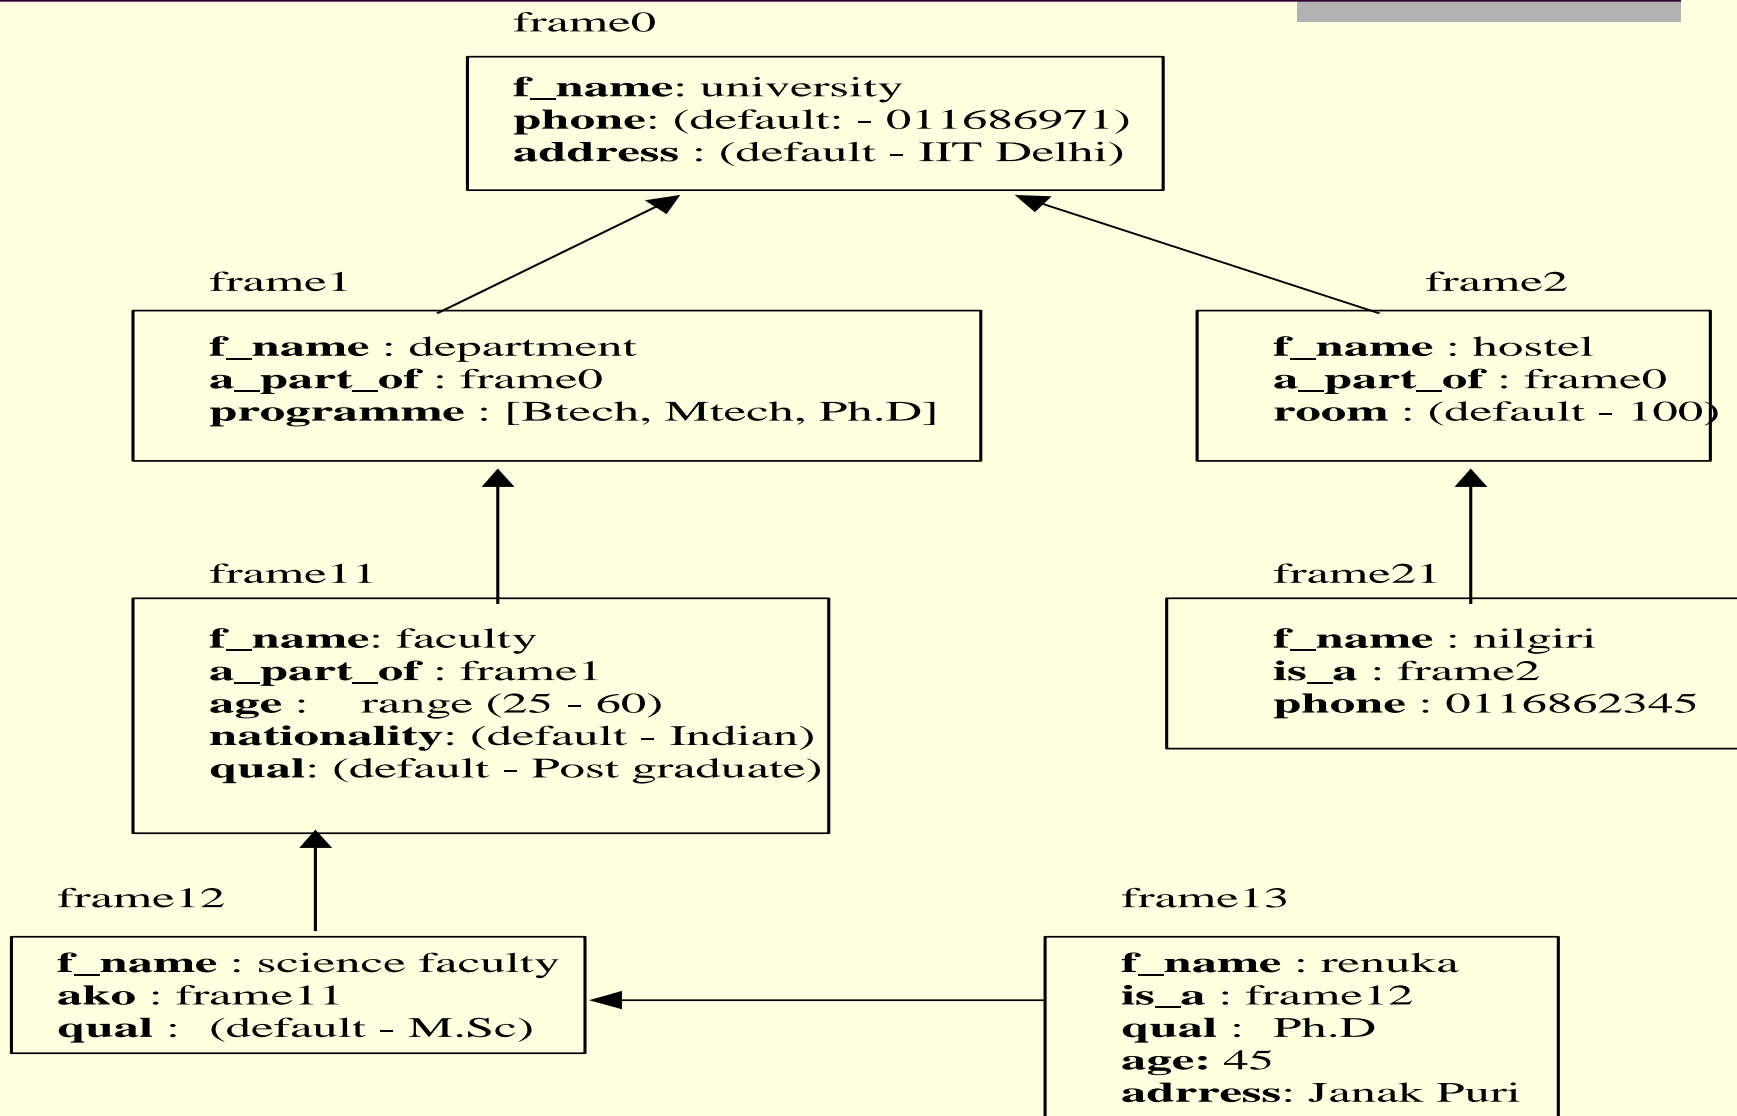 frame0
f_name: university
phone: (default: - 011686971)
address : (default - IIT Delhi)
frame1
f_name : department
a_part_of : frame0
programme : [Btech, Mtech, Ph.D]
frame2
f_name : hostel
a_part_of : frame0
room : (default - 100)
frame11
f_name: faculty
a_part_of : frame1
age : range (25 - 60)
nationality: (default - Indian)
qual: (default - Post graduate)
frame21
f_name : nilgiri
is_a : frame2
phone : 0116862345
frame12
f_name : science faculty
ako : frame11
qual : (default - M.Sc)
frame13
f_name : renuka
is_a : frame12
qual : Ph.D
age: 45
adrress: Janak Puri